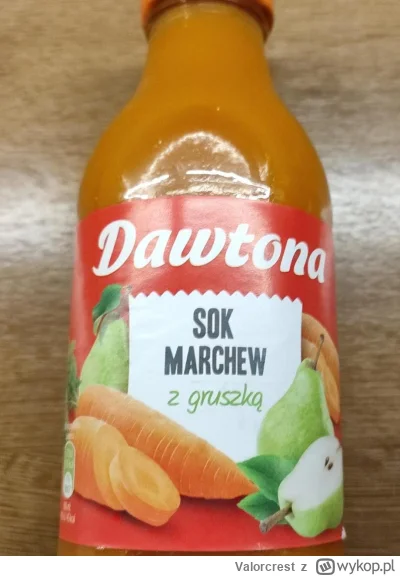 Dawtona
SOK
MARCHEW
z gruszką
Valorcrest z wykop.pl